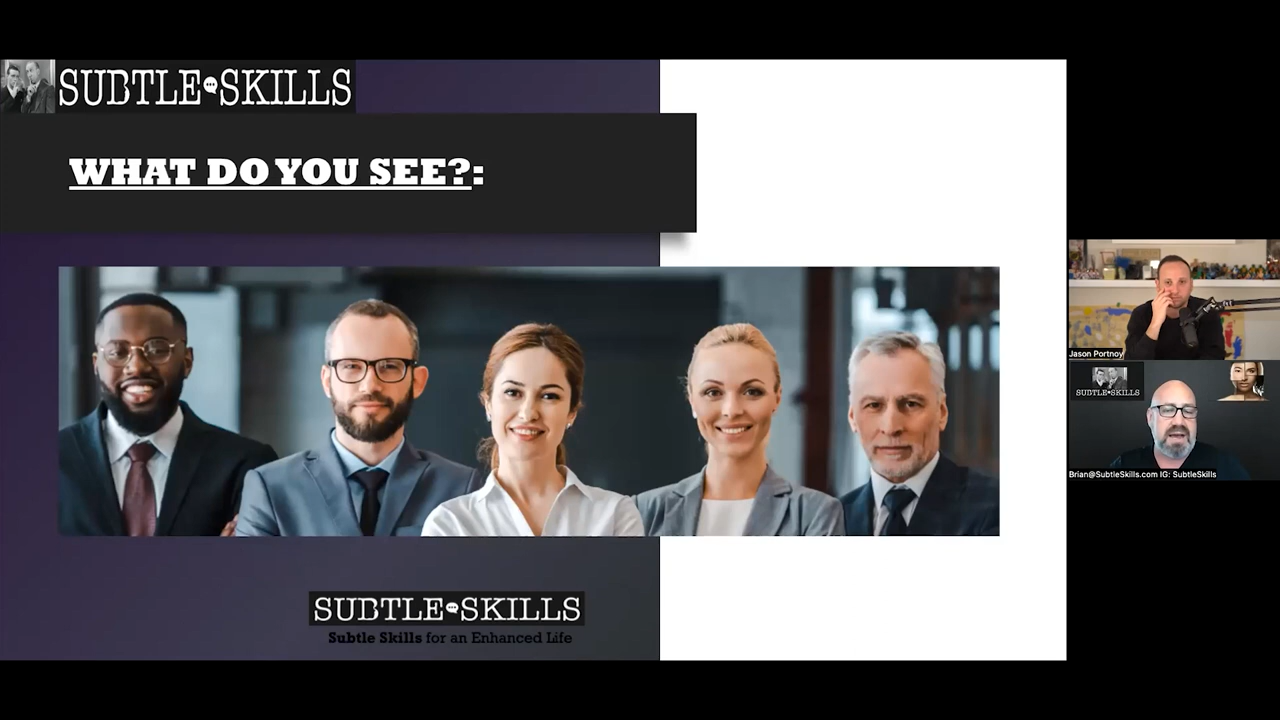 SUBTLE SKILLS
WHAT DO YOU SEE?:
SUBTLE SKILLS
Subtle Skills for an Enhanced Life
Jason Portnoy
SUBTLE SKILLS
Brian@SubtleSkills.com IG: SubtleSkills